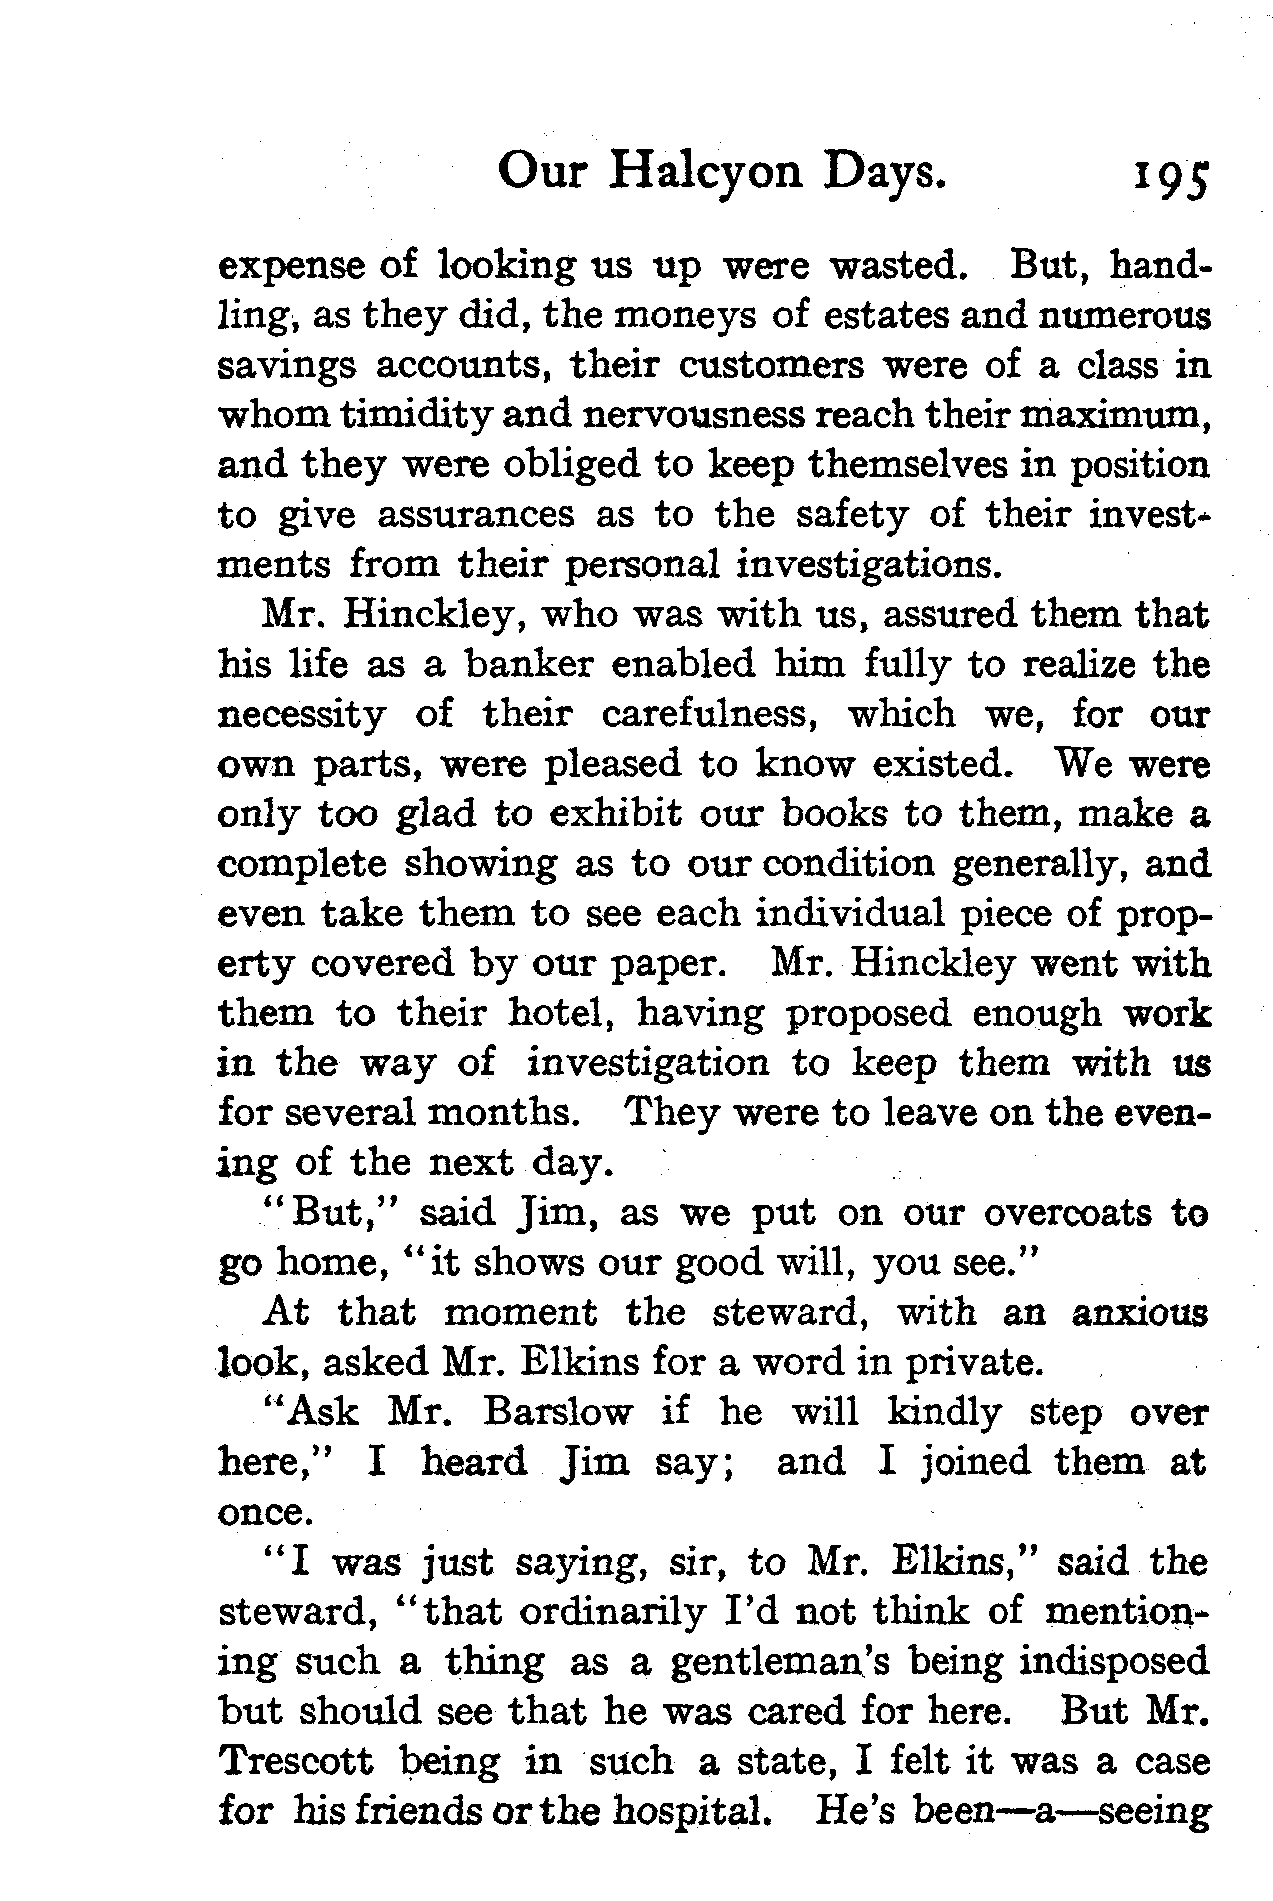 Our Halcyon Days. 195
expense of looking us up were wasted. But, hand-
ling, as they did, the moneys of estates and numerous
savings accounts, their customers were of a class in
whom timidity and nervousness reach their maximum,
and they were obliged to keep themselves in position
to give assurances as to the safety of their invest-
ments from their personal investigations.
Mr. Hinckley, who was with us, assured them that
his life as a banker enabled him fully to realize the
necessity of their carefulness, which we, for our
own parts, were pleased to know existed. We were
only too glad to exhibit our books to them, make a
complete showing as to our condition generally, and
even take them to see each individual piece of prop-
erty covered by our paper. Mr. Hinckley went with
them to their hotel, having proposed enough work
in the way of investigation to keep them with us
for several months. They were to leave on the even-
ing of the next day.
"But," said Jim, as we put on our overcoats to
go home, "it shows our good will, you see."
At that moment the steward, with an anxious
look, asked Mr. Elkins for a word in private.
"Ask Mr. Barslow if he will kindly step over
here," I heard Jim say; and I joined them at
once.
"I was just saying, sir, to Mr. Elkins," said the
steward, "that ordinarily I'd not think of mention-
ing such a thing as a gentleman's being indisposed
but should see that he was cared for here. But Mr.
Trescott being in such a state, I felt it was a case
for his friends or the hospital. He's been—a—seeing